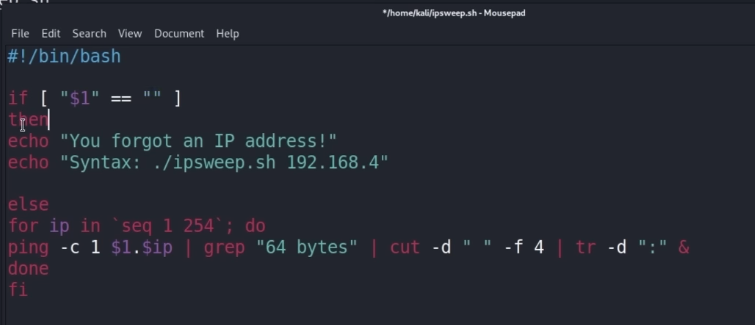 */home/kali/ipsweep.sh - Mousepad
File Edit Search View Document Help
#!/bin/bash
if [ "$1" == "" ]
then
echo "You forgot an IP address!"
echo "Syntax: ./ipsweep.sh 192.168.4"
else
for ip in `seq 1 254`; do
ping -c 1 $1.$ip | grep "64 bytes" | cut -d " " -f 4 | tr -d ":" &
done
fi